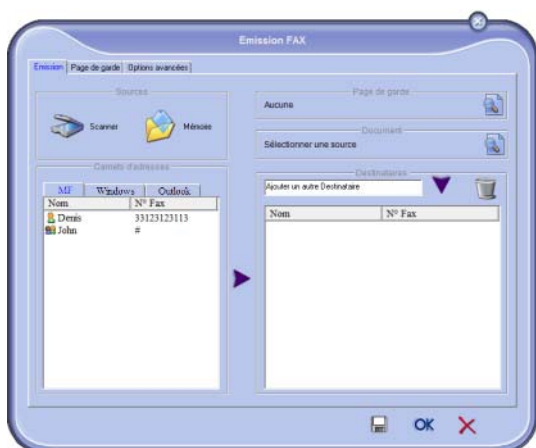 Emission FAX
Emission Page de garde Options avancées
Sources
Scanner Mémoire
Carnets d'adresses
MF Windows Outlook
Nom N° Fax
Denis 33123123113
John #
Page de garde
Aucune
Document
Sélectionner une source
Destinataires
Ajouter un autre Destinataire
Nom N° Fax
OK